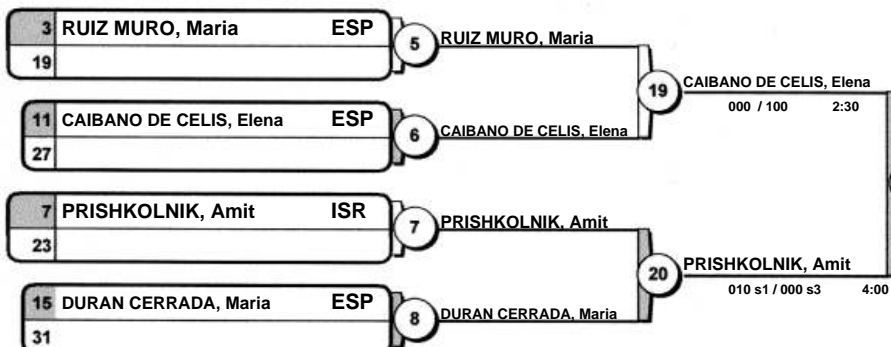 3 RUIZ MURO, Maria ESP
19
5
RUIZ MURO, Maria
11 CAIBANO DE CELIS, Elena ESP
27
6
CAIBANO DE CELIS, Elena
19
CAIBANO DE CELIS, Elena
000 / 100 2:30
7 PRISHKOLNIK, Amit ISR
23
7
PRISHKOLNIK, Amit
15 DURAN CERRADA, Maria ESP
31
8
DURAN CERRADA, Maria
20
PRISHKOLNIK, Amit
010 s1 / 000 s3 4:00